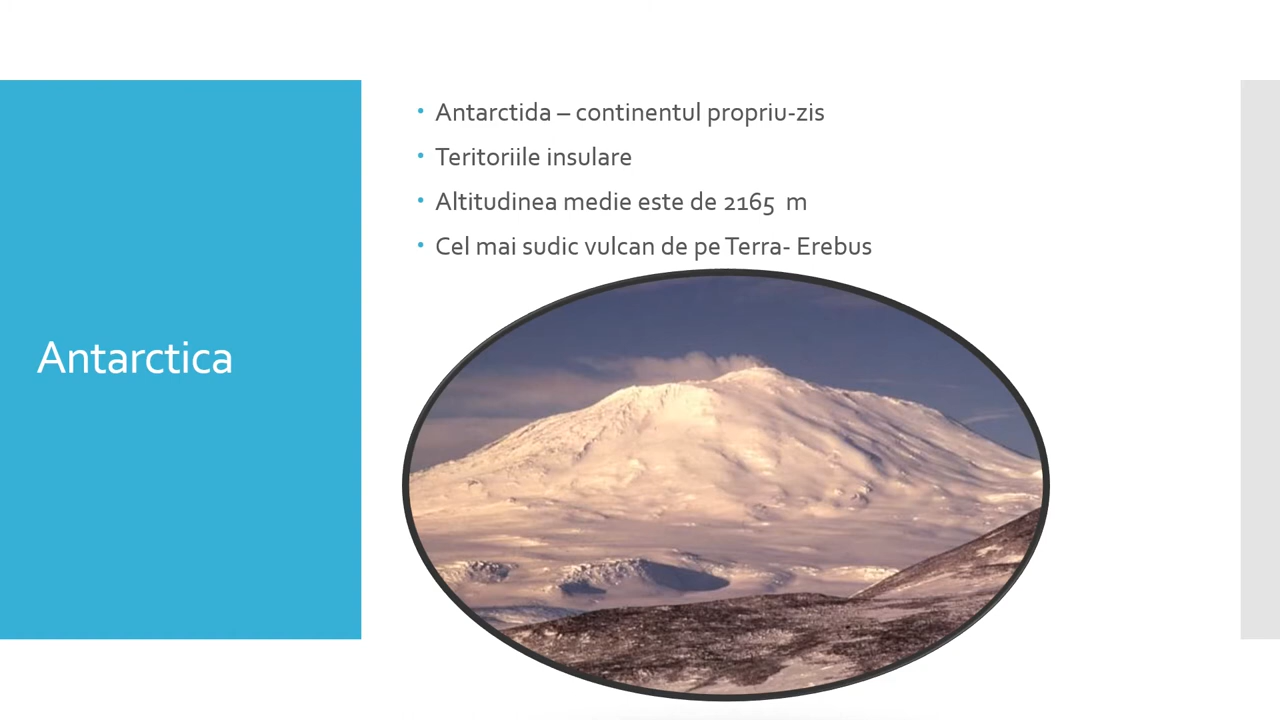 Antarctica
Antarctida – continentul propriu-zis
Teritoriile insulare
Altitudinea medie este de 2165 m
Cel mai sudic vulcan de pe Terra- Erebus